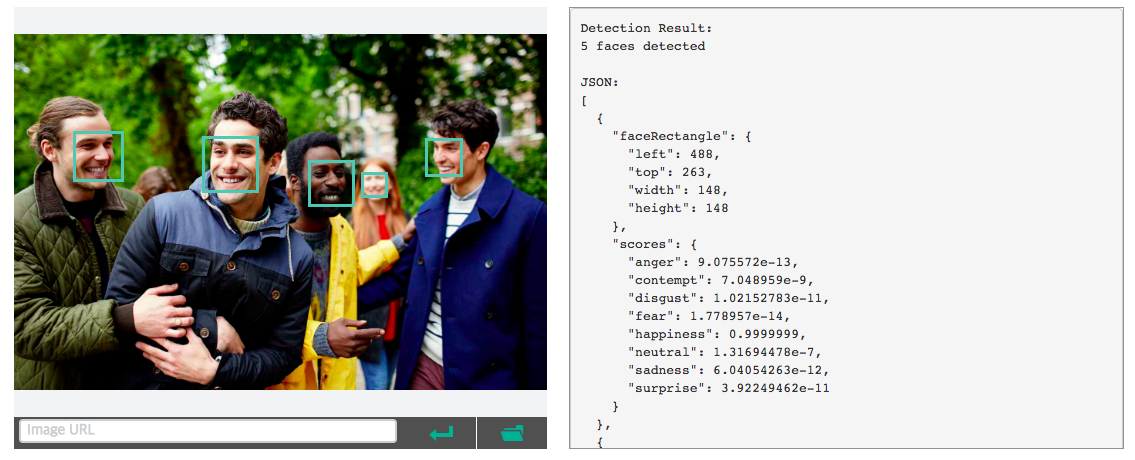 Image URL
Detection Result:
5 faces detected
JSON:
[
{
"faceRectangle": {
"left": 488,
"top": 263,
"width": 148,
"height": 148
},
"scores": {
"anger": 9.075572e-13,
"contempt": 7.048959e-9,
"disgust": 1.02152783e-11,
"fear": 1.778957e-14,
"happiness": 0.9999999,
"neutral": 1.31694478e-7,
"sadness": 6.04054263e-12,
"surprise": 3.92249462e-11
}
},
{